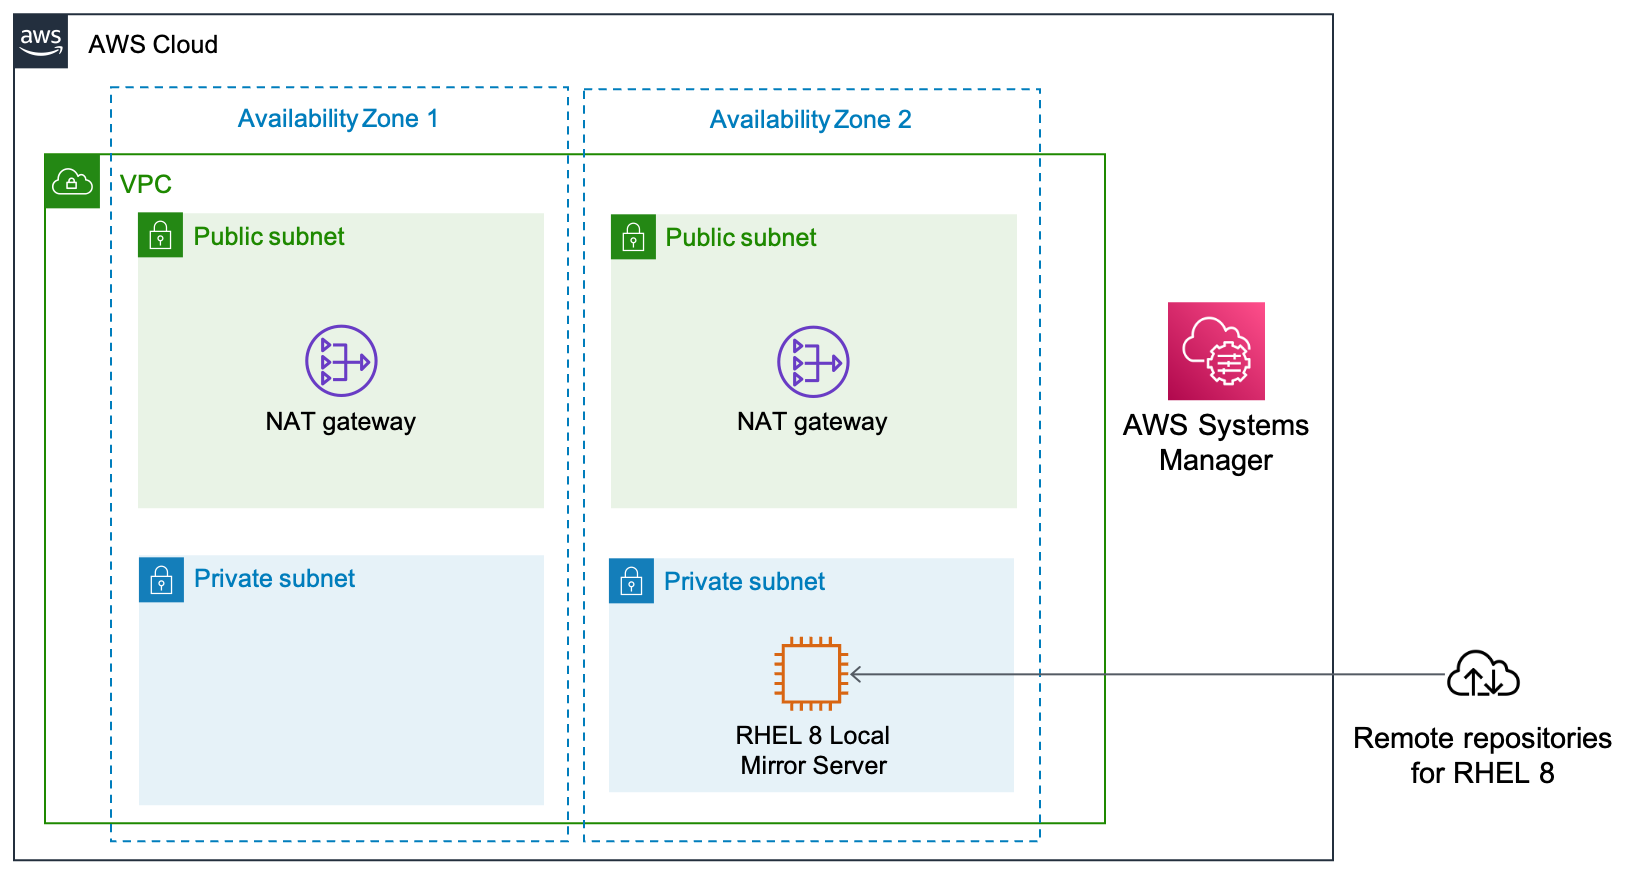 aws
AWS Cloud
Availability Zone 1
Availability Zone 2
VPC
Public subnet
Public subnet
NAT gateway
NAT gateway
AWS Systems
Manager
Private subnet
Private subnet
RHEL 8 Local
Mirror Server
Remote repositories
for RHEL 8